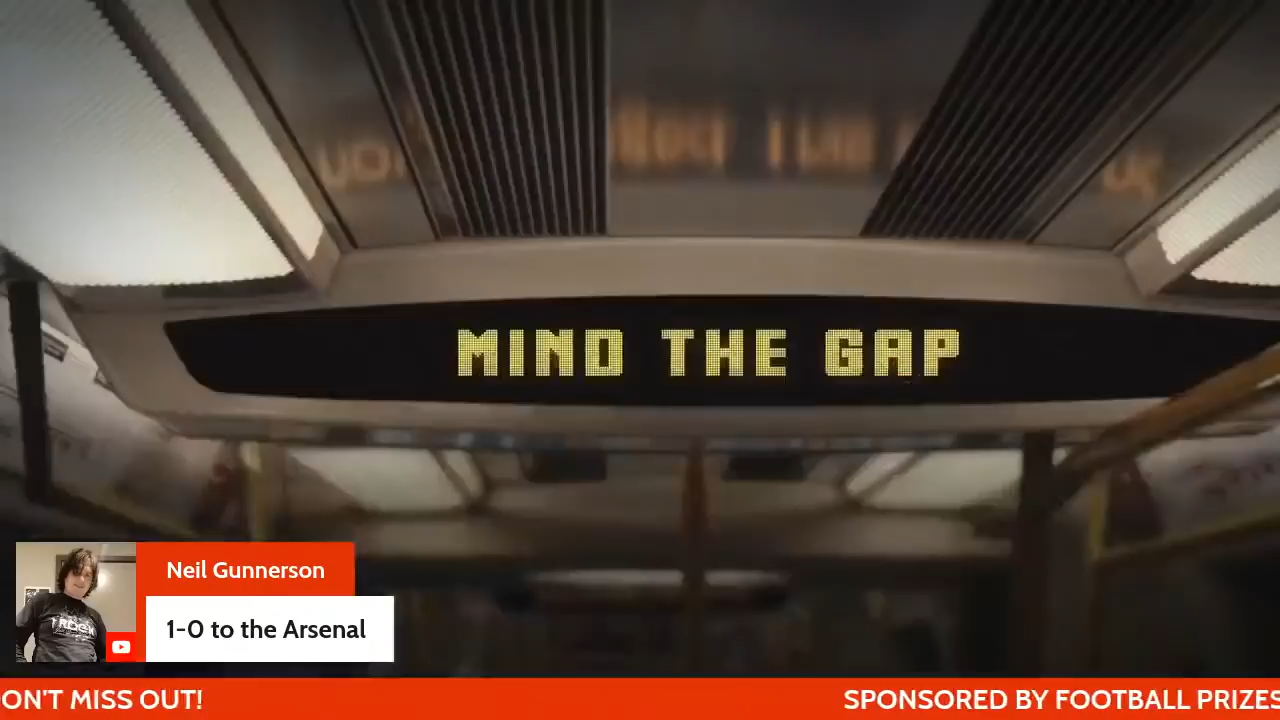 MIND THE GAP
Neil Gunnerson
1-0 to the Arsenal
ON'T MISS OUT!
SPONSORED BY FOOTBALL PRIZES